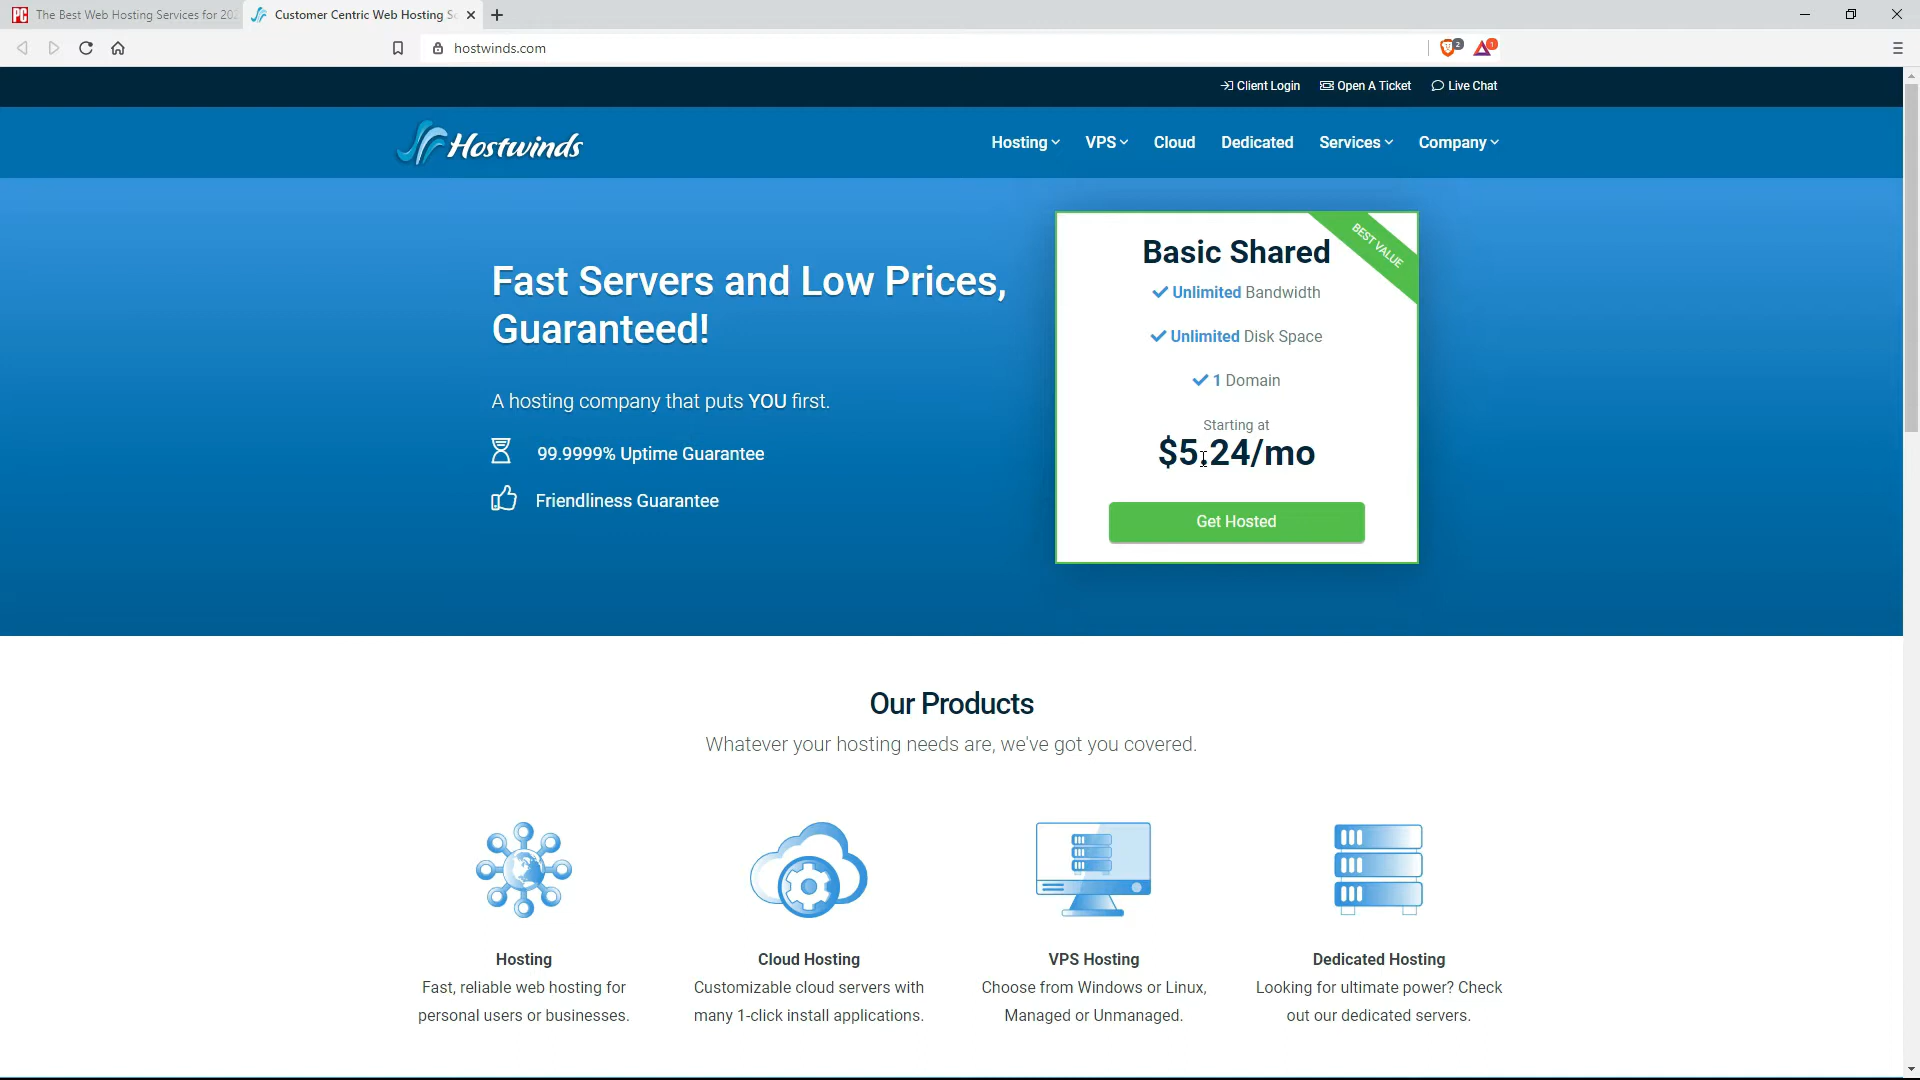 The Best Web Hosting Services for 20
Customer Centric Web Hosting S
hostwinds.com
2
1
Client Login
Open A Ticket
Live Chat
Hostwinds
Hosting
VPS
Cloud
Dedicated
Services
Company
Fast Servers and Low Prices,
Guaranteed!
A hosting company that puts YOU first.
99.9999% Uptime Guarantee
Friendliness Guarantee
BEST VALUE
Basic Shared
Unlimited Bandwidth
Unlimited Disk Space
1 Domain
Starting at
$5.24/mo
Get Hosted
Our Products
Whatever your hosting needs are, we've got you covered.
Hosting
Fast, reliable web hosting for
personal users or businesses.
Cloud Hosting
Customizable cloud servers with
many 1-click install applications.
VPS Hosting
Choose from Windows or Linux,
Managed or Unmanaged.
Dedicated Hosting
Looking for ultimate power? Check
out our dedicated servers.